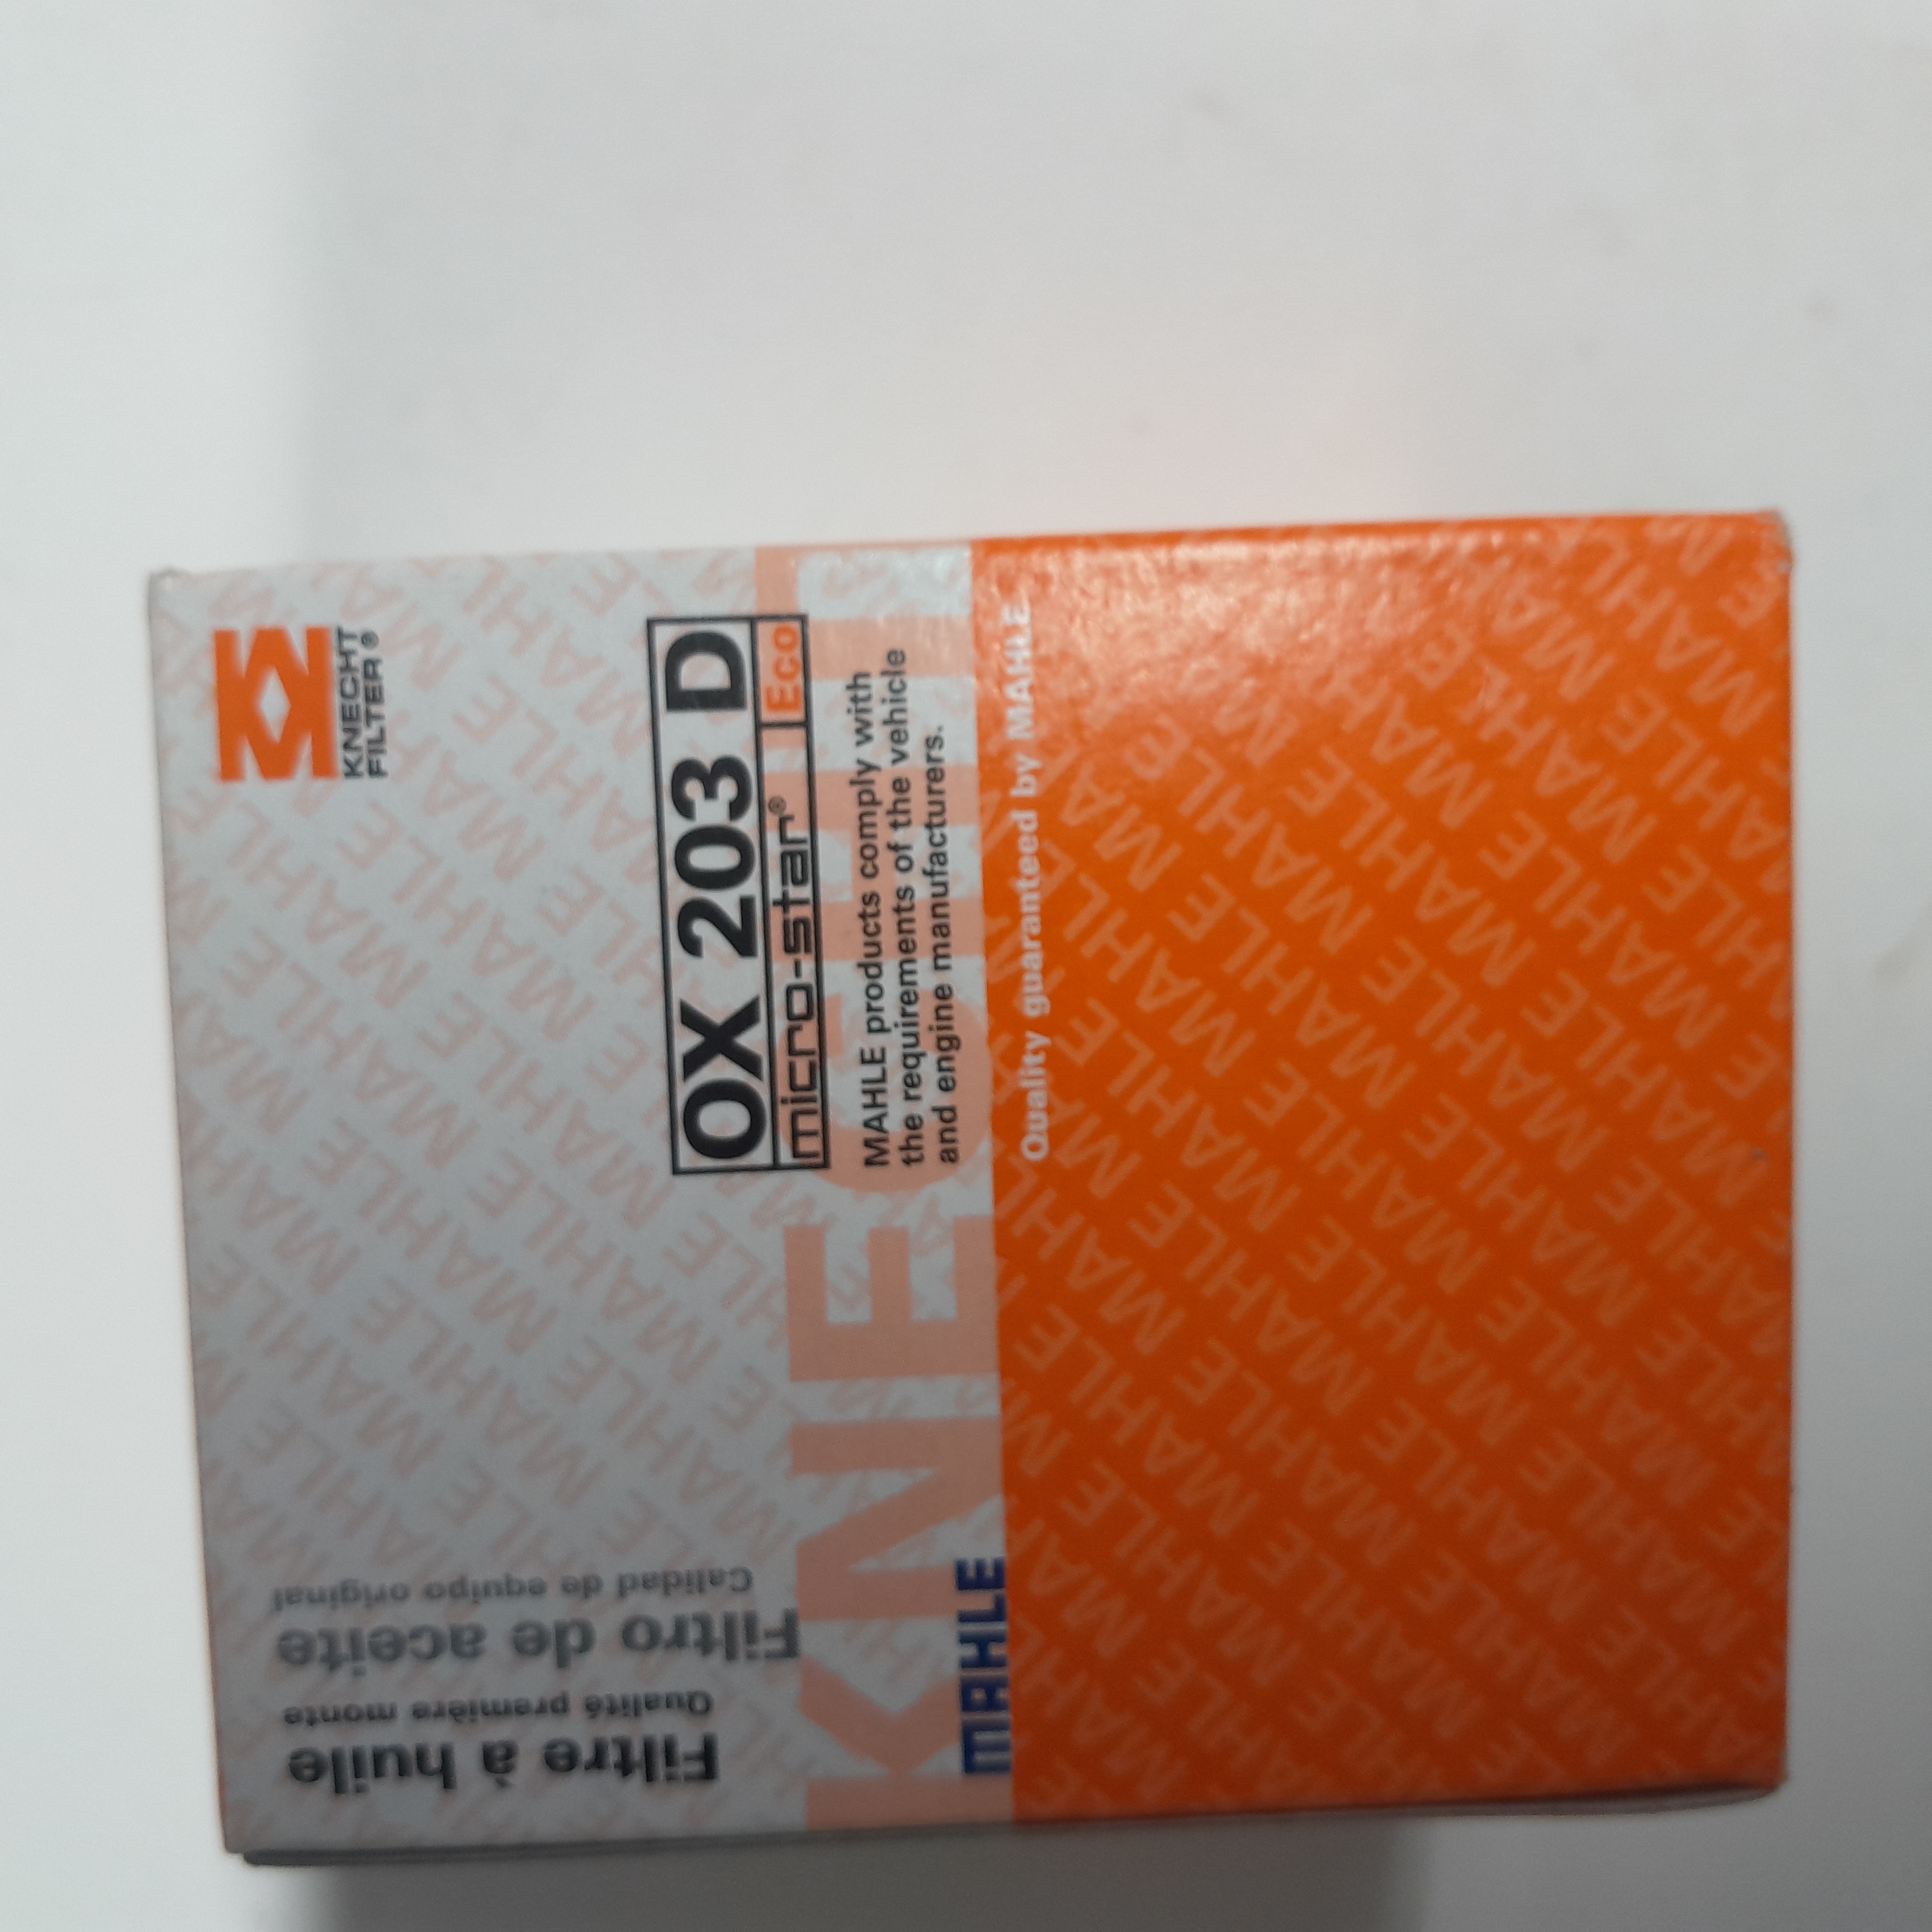 KNECHT
FILTER®
OX 203 D
micro-star® Eco
MAHLE products comply with
the requirements of the vehicle
and engine manufacturers.
Quality guaranteed by MAHLE
KNECHT
MAHLE
Filtre à huile
Qualité première monte
Filtro de aceite
Calidad de equipo original